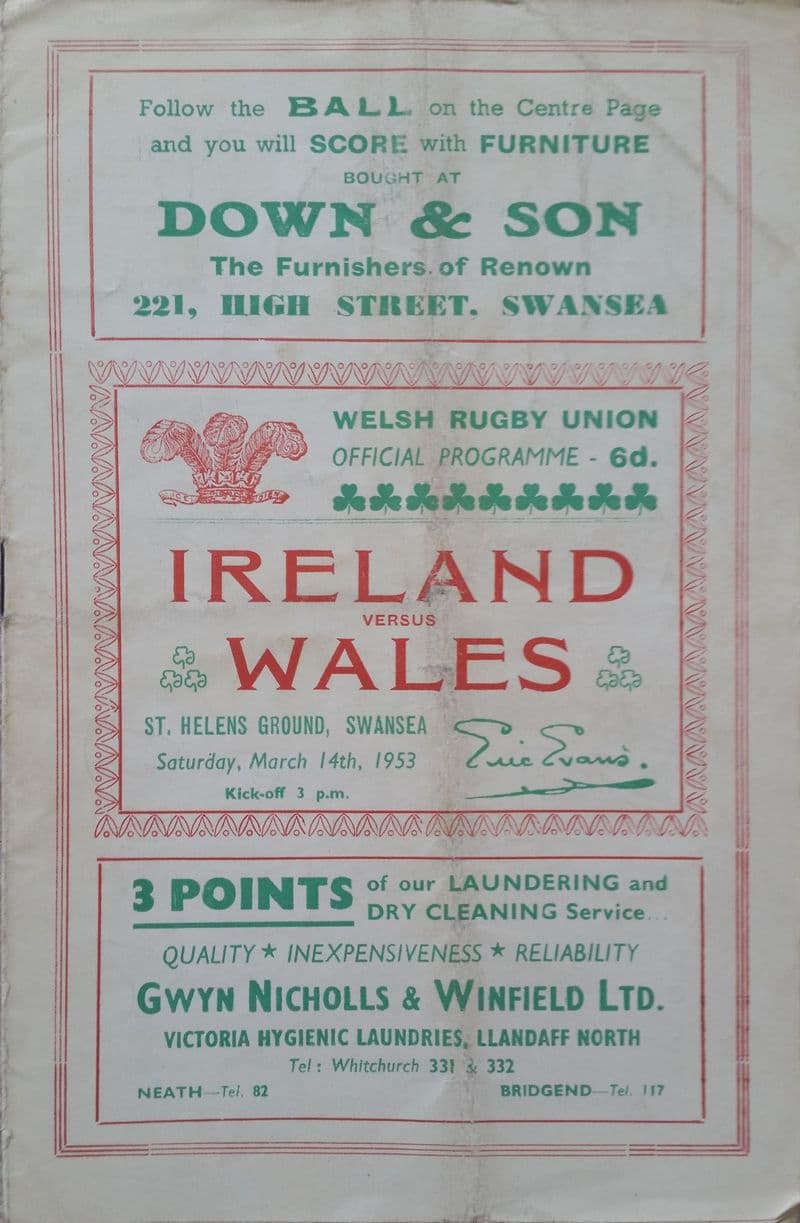 Follow the BALL on the Centre Page
and you will SCORE with FURNITURE
BOUGHT AT
DOWN & SON
The Furnishers of Renown
221, HIGH STREET. SWANSEA
WELSH RUGBY UNION
OFFICIAL PROGRAMME - 6d.
IRELAND
VERSUS
WALES
ST. HELENS GROUND, SWANSEA
Saturday, March 14th, 1953
Kick-off 3 p.m.
Eric Evans.
3 POINTS of our LAUNDERING and
DRY CLEANING Service...
QUALITY ★ INEXPENSIVENESS ★ RELIABILITY
GWYN NICHOLLS & WINFIELD LTD.
VICTORIA HYGIENIC LAUNDRIES, LLANDAFF NORTH
Tel : Whitchurch 331 & 332
NEATH—Tel. 82 BRIDGEND—Tel. 117